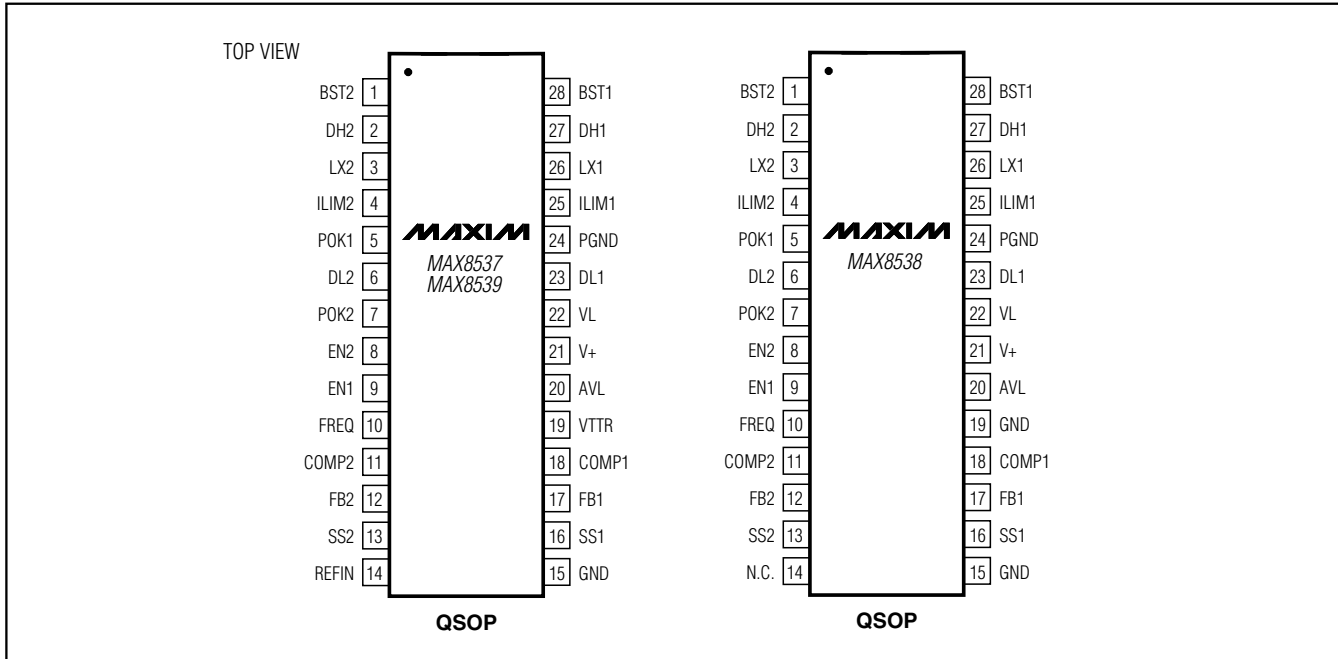 TOP VIEW
BST2 1 28 BST1
DH2 2 27 DH1
LX2 3 26 LX1
ILIM2 4 25 ILIM1
POK1 5 24 PGND
DL2 6 23 DL1
POK2 7 22 VL
EN2 8 21 V+
EN1 9 20 AVL
FREQ 10 19 VTTR
COMP2 11 18 COMP1
FB2 12 17 FB1
SS2 13 16 SS1
REFIN 14 15 GND
MAXIM
MAX8537
MAX8539
QSOP
BST2 1 28 BST1
DH2 2 27 DH1
LX2 3 26 LX1
ILIM2 4 25 ILIM1
POK1 5 24 PGND
DL2 6 23 DL1
POK2 7 22 VL
EN2 8 21 V+
EN1 9 20 AVL
FREQ 10 19 GND
COMP2 11 18 COMP1
FB2 12 17 FB1
SS2 13 16 SS1
N.C. 14 15 GND
MAXIM
MAX8538
QSOP